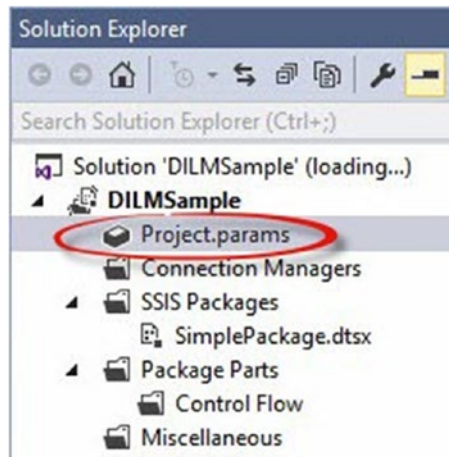 Solution Explorer
Search Solution Explorer (Ctrl+;)
Solution 'DILMSample' (loading...)
DILMSample
Project.params
Connection Managers
SSIS Packages
SimplePackage.dtsx
Package Parts
Control Flow
Miscellaneous